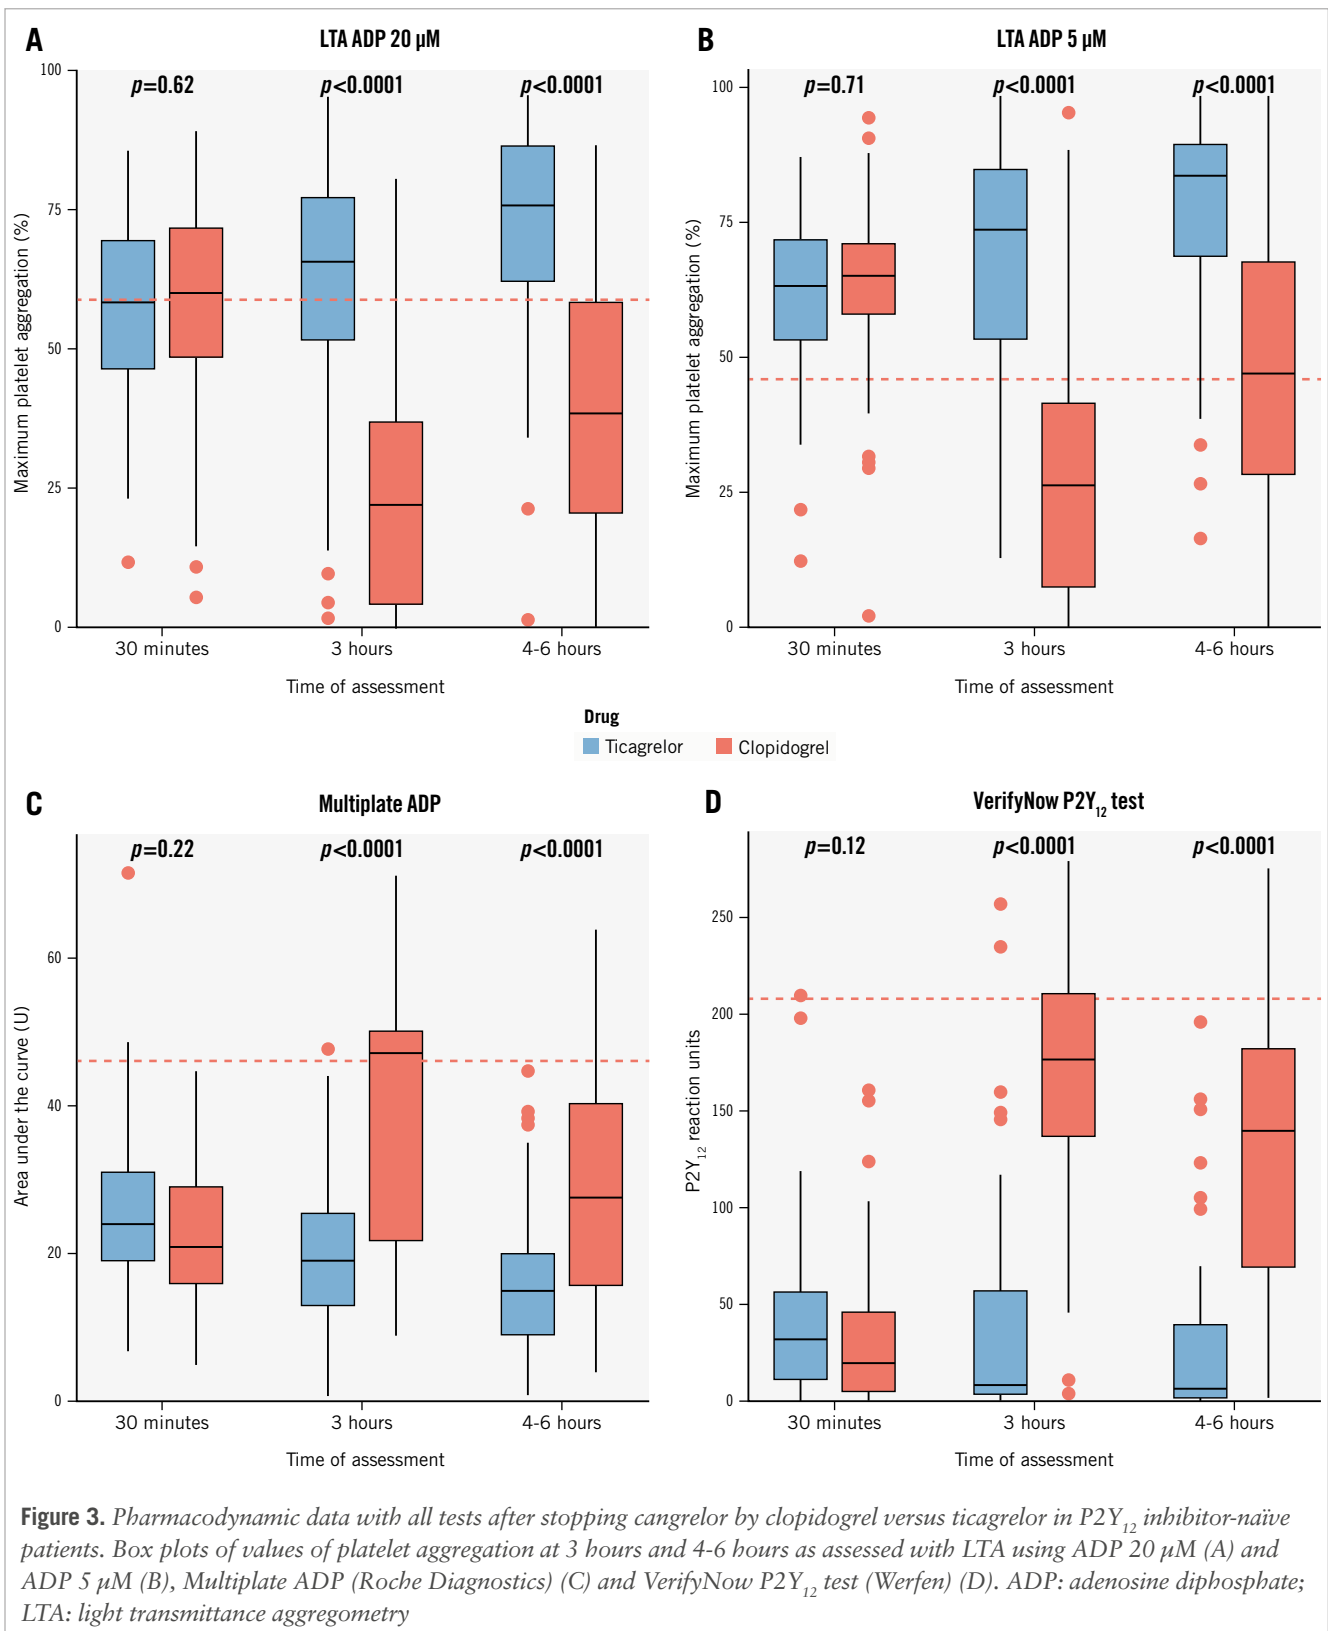 A
LTA ADP 20 µM
p=0.62
p<0.0001
p<0.0001
Maximum platelet aggregation (%)
100
75
50
25
0
30 minutes
3 hours
4-6 hours
Time of assessment
B
LTA ADP 5 µM
p=0.71
p<0.0001
p<0.0001
Maximum platelet aggregation (%)
100
75
50
25
0
30 minutes
3 hours
4-6 hours
Time of assessment
Drug
Ticagrelor
Clopidogrel
C
Multiplate ADP
p=0.22
p<0.0001
p<0.0001
Area under the curve (U)
60
40
20
0
30 minutes
3 hours
4-6 hours
Time of assessment
D
VerifyNow P2Y12 test
p=0.12
p<0.0001
p<0.0001
P2Y12 reaction units
250
200
150
100
50
0
30 minutes
3 hours
4-6 hours
Time of assessment
Figure 3. Pharmacodynamic data with all tests after stopping cangrelor by clopidogrel versus ticagrelor in P2Y12 inhibitor-naïve
patients. Box plots of values of platelet aggregation at 3 hours and 4-6 hours as assessed with LTA using ADP 20 µM (A) and
ADP 5 µM (B), Multiplate ADP (Roche Diagnostics) (C) and VerifyNow P2Y12 test (Werfen) (D). ADP: adenosine diphosphate;
LTA: light transmittance aggregometry